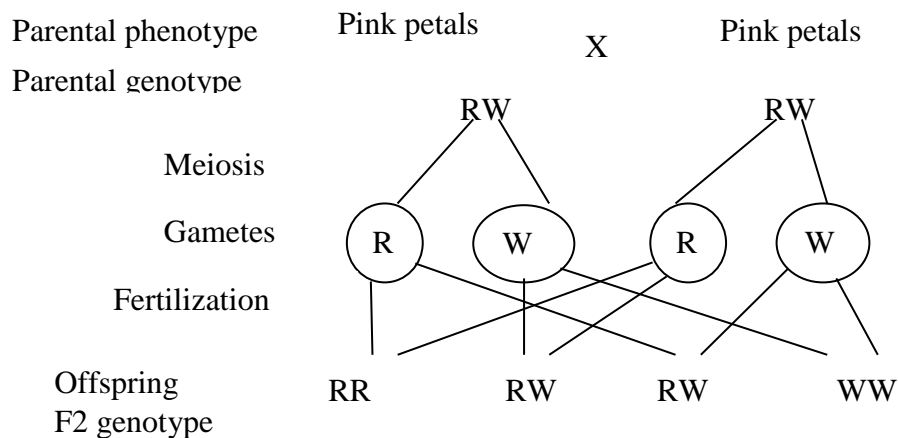 Parental phenotype Pink petals X Pink petals
Parental genotype
RW RW
Meiosis
Gametes R W R W
Fertilization
Offspring RR RW RW WW
F2 genotype